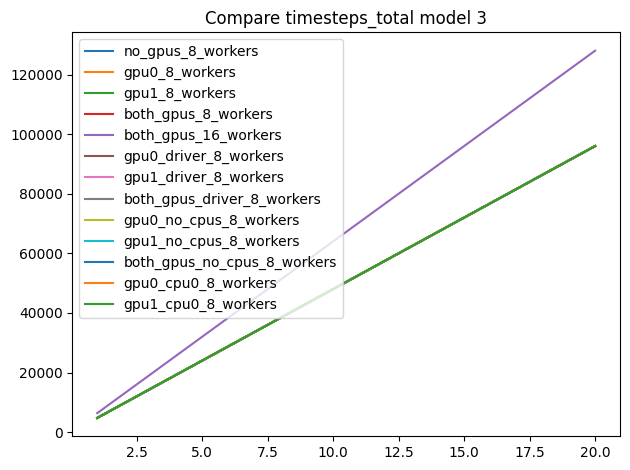 Compare timesteps_total model 3
no_gpus_8_workers
gpu0_8_workers
gpu1_8_workers
both_gpus_8_workers
both_gpus_16_workers
gpu0_driver_8_workers
gpu1_driver_8_workers
both_gpus_driver_8_workers
gpu0_no_cpus_8_workers
gpu1_no_cpus_8_workers
both_gpus_no_cpus_8_workers
gpu0_cpu0_8_workers
gpu1_cpu0_8_workers
120000
100000
80000
60000
40000
20000
0
2.5 5.0 7.5 10.0 12.5 15.0 17.5 20.0